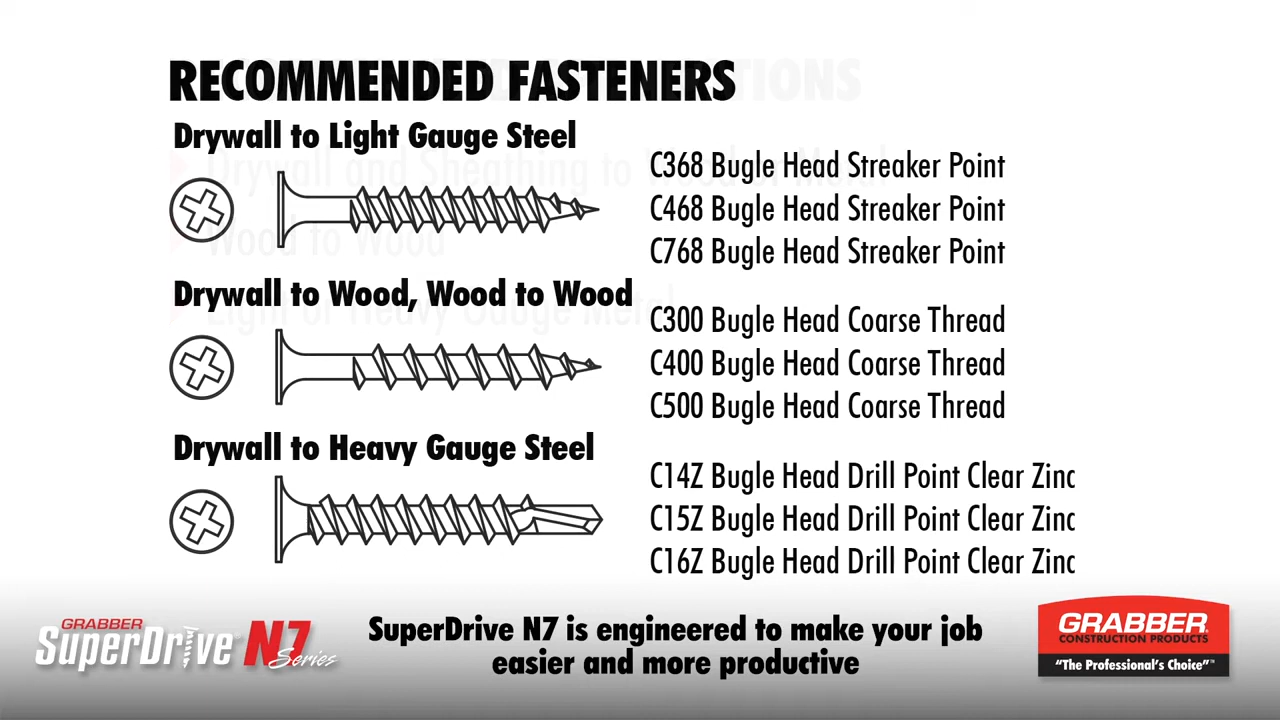 RECOMMENDED FASTENERS
Drywall to Light Gauge Steel
C368 Bugle Head Streaker Point
C468 Bugle Head Streaker Point
C768 Bugle Head Streaker Point
Drywall to Wood, Wood to Wood
C300 Bugle Head Coarse Thread
C400 Bugle Head Coarse Thread
C500 Bugle Head Coarse Thread
Drywall to Heavy Gauge Steel
C14Z Bugle Head Drill Point Clear Zinc
C15Z Bugle Head Drill Point Clear Zinc
C16Z Bugle Head Drill Point Clear Zinc
GRABBER
SuperDrive N7
Series
SuperDrive N7 is engineered to make your job
easier and more productive
GRABBER
CONSTRUCTION PRODUCTS
"The Professional's Choice"™